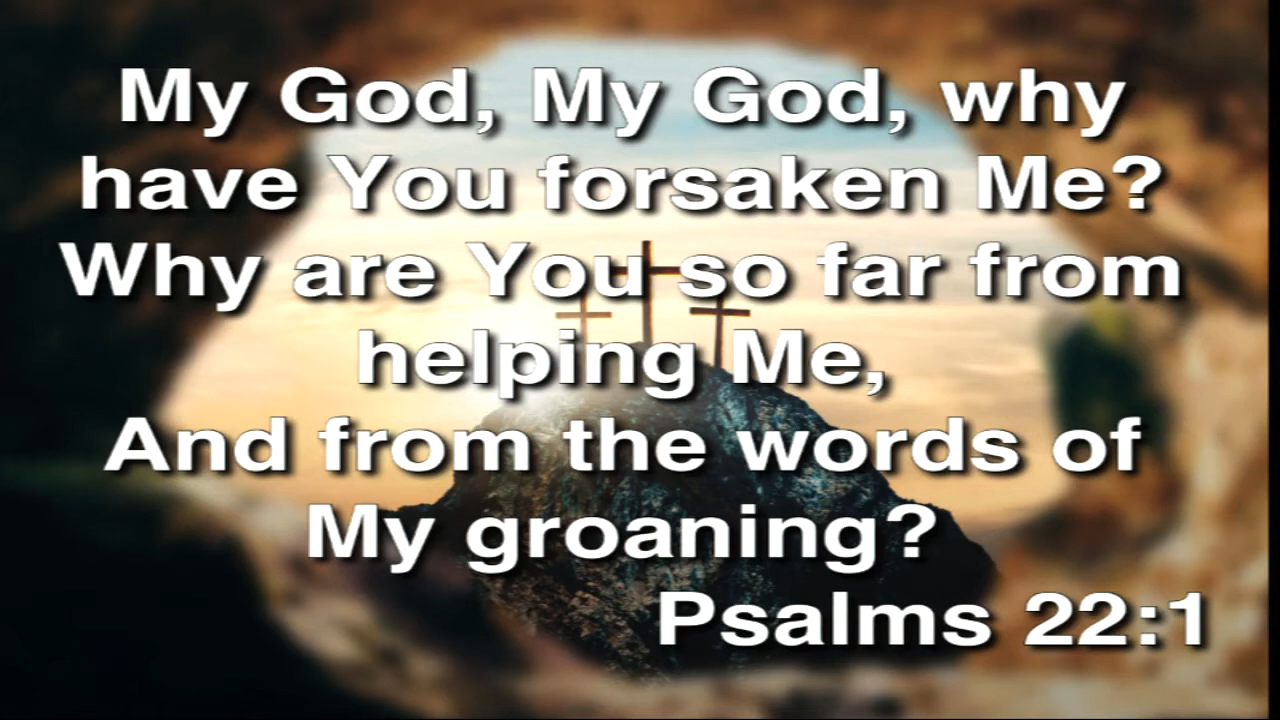 My God, My God, why
have You forsaken Me?
Why are You so far from
helping Me,
And from the words of
My groaning?
Psalms 22:1